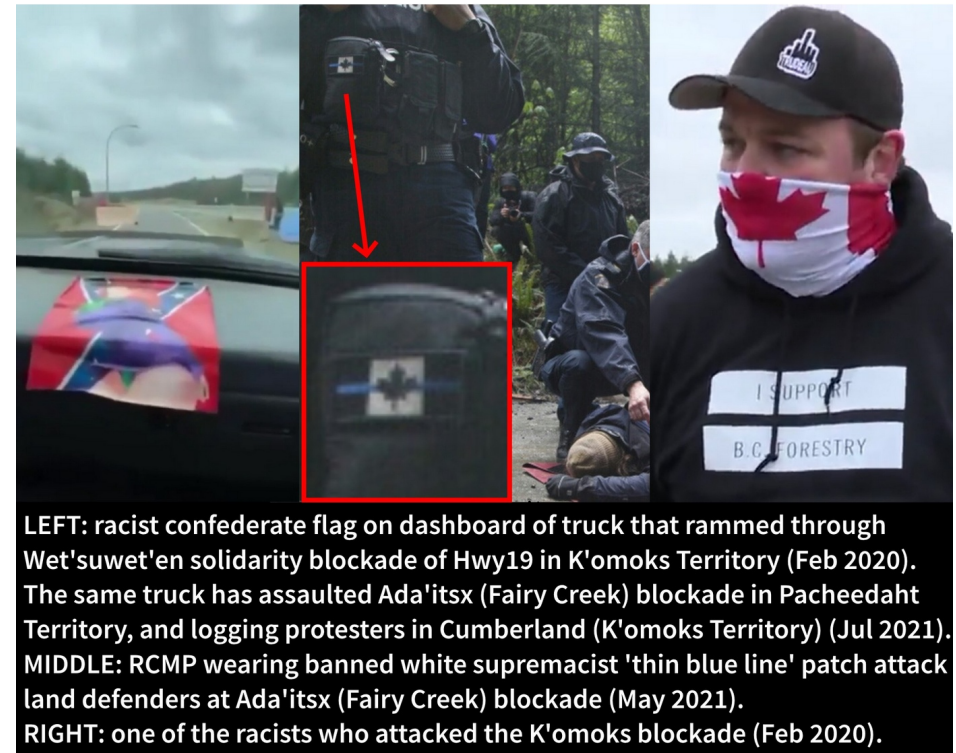 TRUDEAU
I SUPPORT
B.C. FORESTRY
LEFT: racist confederate flag on dashboard of truck that rammed through
Wet'suwet'en solidarity blockade of Hwy19 in K'omoks Territory (Feb 2020).
The same truck has assaulted Ada'itsx (Fairy Creek) blockade in Pacheedaht
Territory, and logging protesters in Cumberland (K'omoks Territory) (Jul 2021).
MIDDLE: RCMP wearing banned white supremacist 'thin blue line' patch attack
land defenders at Ada'itsx (Fairy Creek) blockade (May 2021).
RIGHT: one of the racists who attacked the K'omoks blockade (Feb 2020).